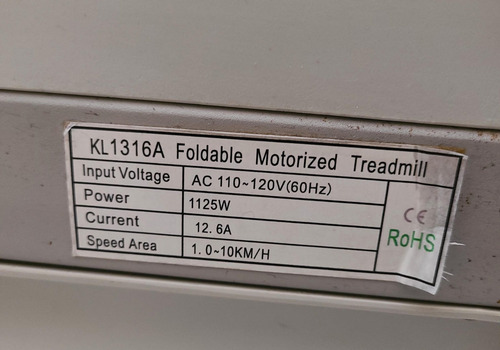 KL1316A Foldable Motorized Treadmill
Input Voltage AC 110~120V(60Hz)
Power 1125W
Current 12.6A
Speed Area 1.0~10KM/H
CE
RoHS